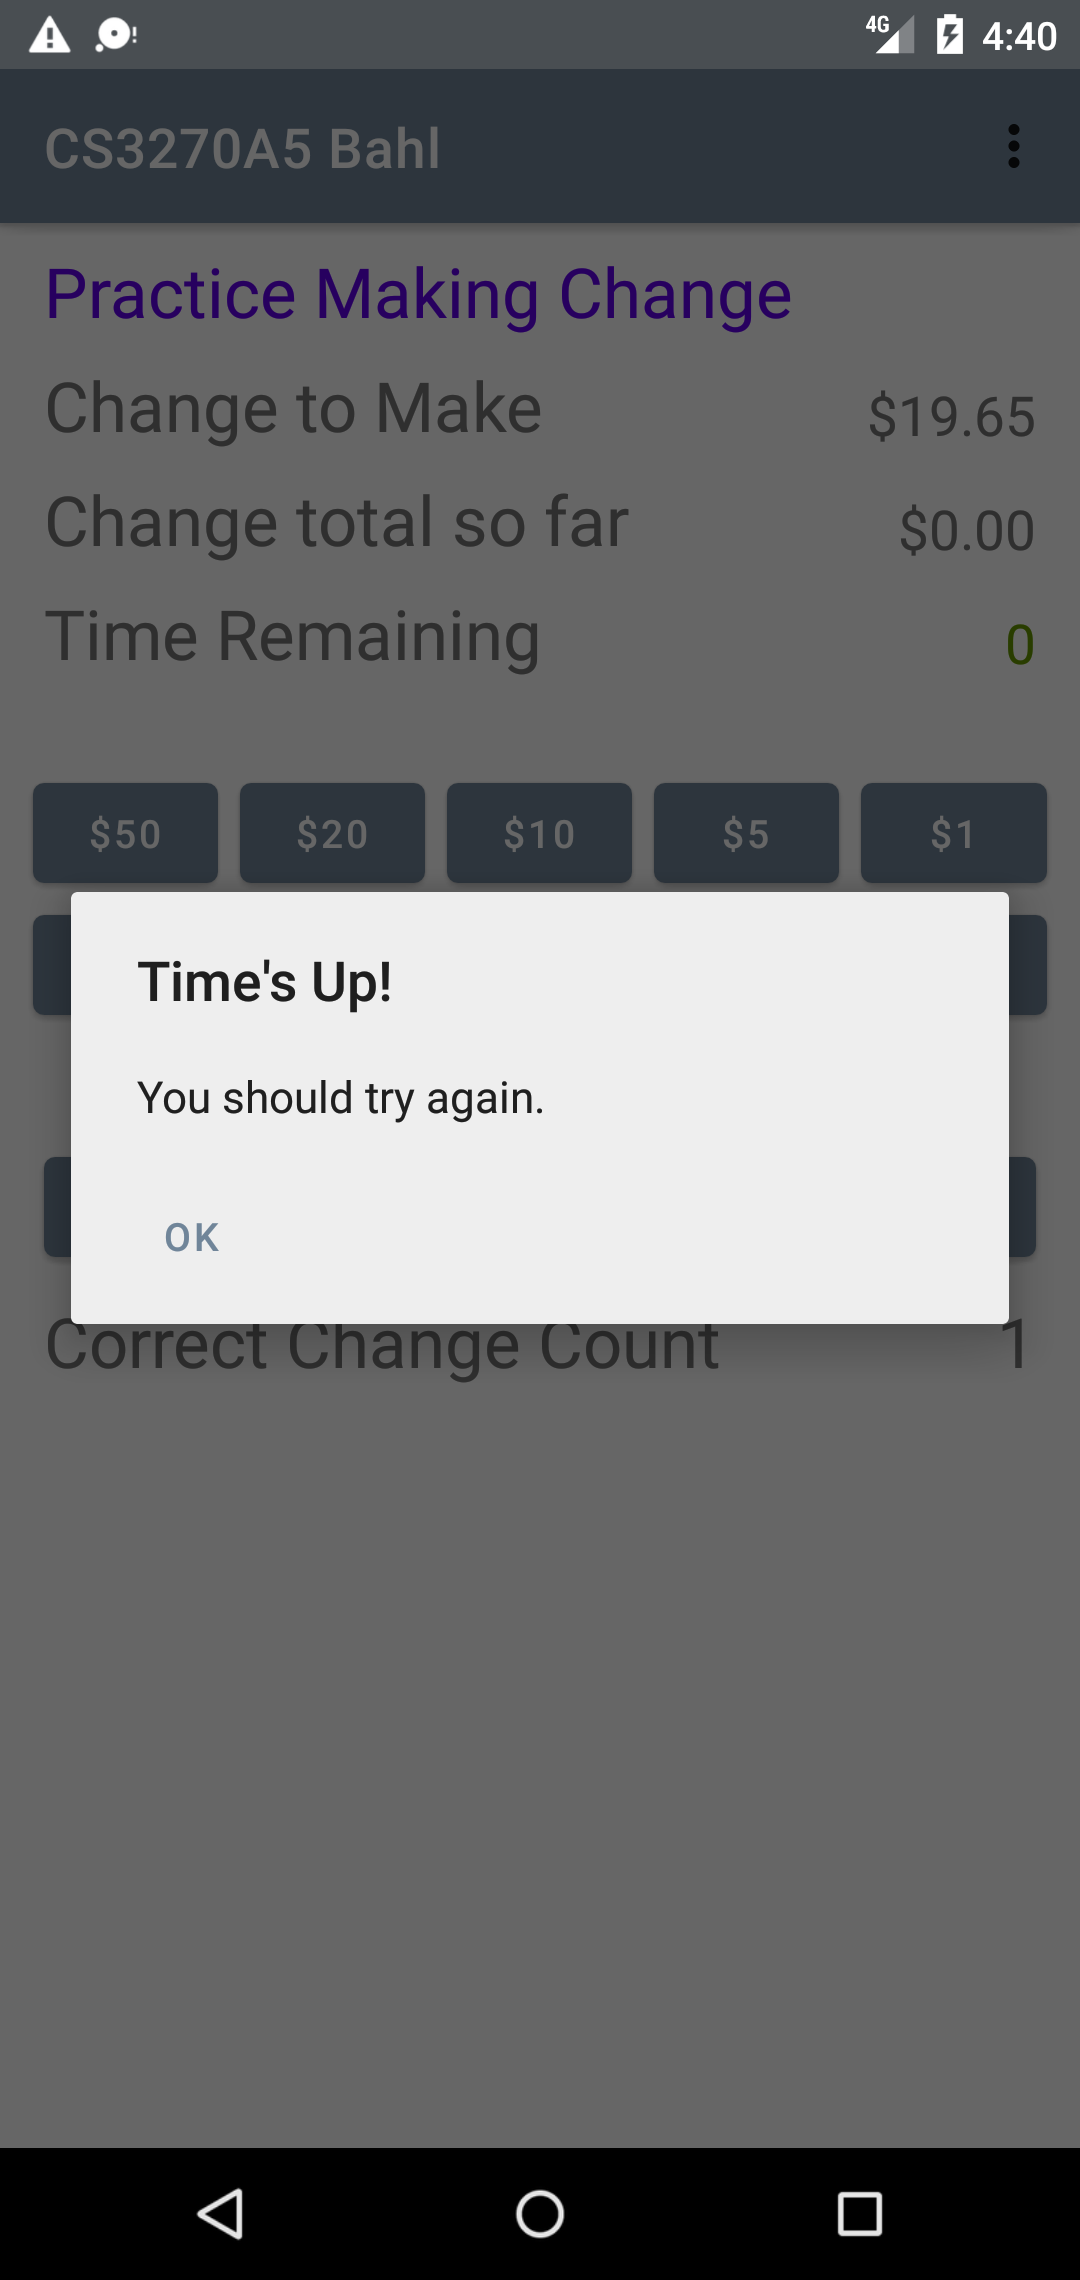 4G 4:40
CS3270A5 Bahl
Practice Making Change
Change to Make $19.65
Change total so far $0.00
Time Remaining 0
$50 $20 $10 $5 $1
Time's Up!
You should try again.
OK
Correct Change Count 1